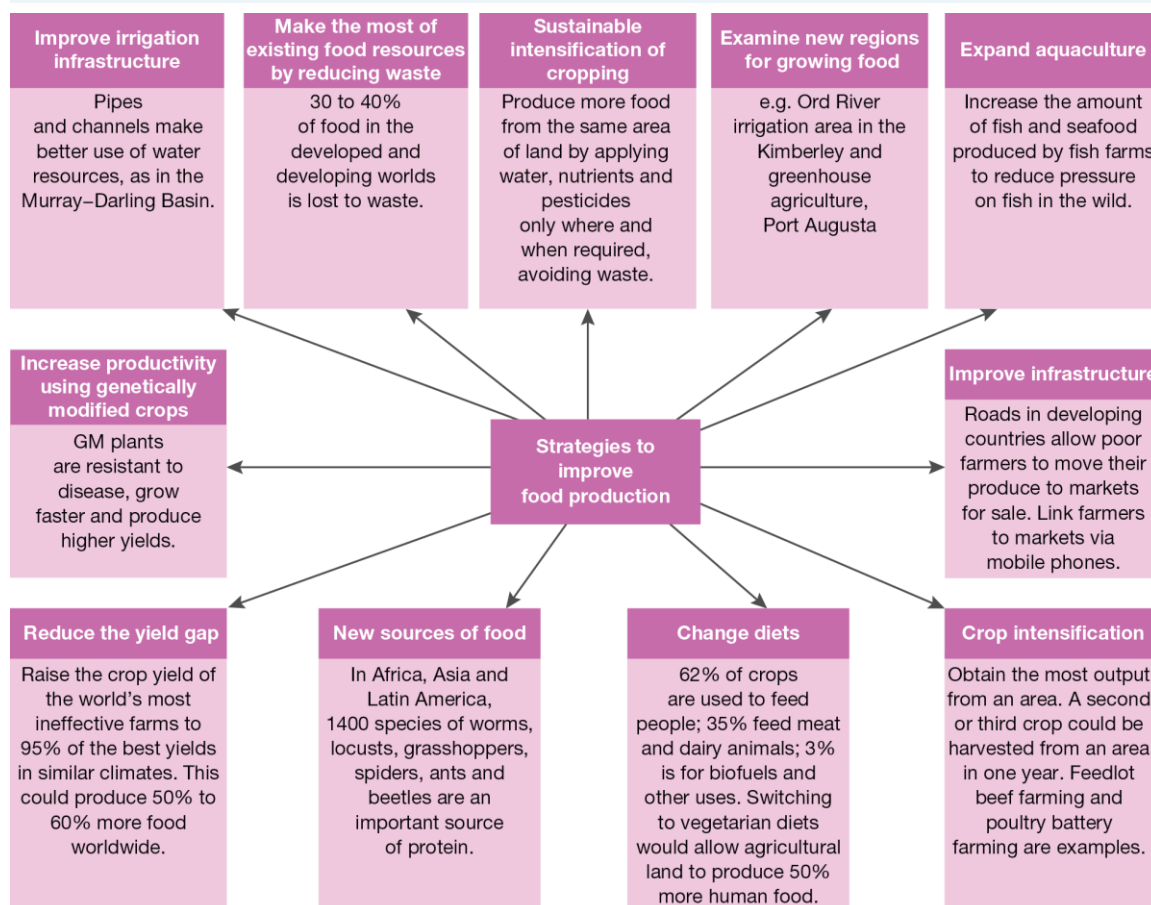 Improve irrigation
infrastructure
Pipes
and channels make
better use of water
resources, as in the
Murray–Darling Basin.
Make the most of
existing food resources
by reducing waste
30 to 40%
of food in the
developed and
developing worlds
is lost to waste.
Sustainable
intensification of
cropping
Produce more food
from the same area
of land by applying
water, nutrients and
pesticides
only where and
when required,
avoiding waste.
Examine new regions
for growing food
e.g. Ord River
irrigation area in the
Kimberley and
greenhouse
agriculture,
Port Augusta
Expand aquaculture
Increase the amount
of fish and seafood
produced by fish farms
to reduce pressure
on fish in the wild.
Increase productivity
using genetically
modified crops
GM plants
are resistant to
disease, grow
faster and produce
higher yields.
Strategies to
improve
food production
Improve infrastructure
Roads in developing
countries allow poor
farmers to move their
produce to markets
for sale. Link farmers
to markets via
mobile phones.
Reduce the yield gap
Raise the crop yield of
the world’s most
ineffective farms to
95% of the best yields
in similar climates. This
could produce 50% to
60% more food
worldwide.
New sources of food
In Africa, Asia and
Latin America,
1400 species of worms,
locusts, grasshoppers,
spiders, ants and
beetles are an
important source
of protein.
Change diets
62% of crops
are used to feed
people; 35% feed meat
and dairy animals; 3%
is for biofuels and
other uses. Switching
to vegetarian diets
would allow agricultural
land to produce 50%
more human food.
Crop intensification
Obtain the most output
from an area. A second
or third crop could be
harvested from an area
in one year. Feedlot
beef farming and
poultry battery
farming are examples.